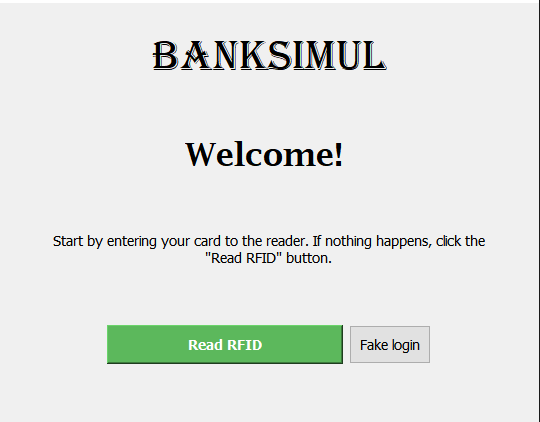 BANKSIMUL
Welcome!
Start by entering your card to the reader. If nothing happens, click the
"Read RFID" button.
Read RFID
Fake login